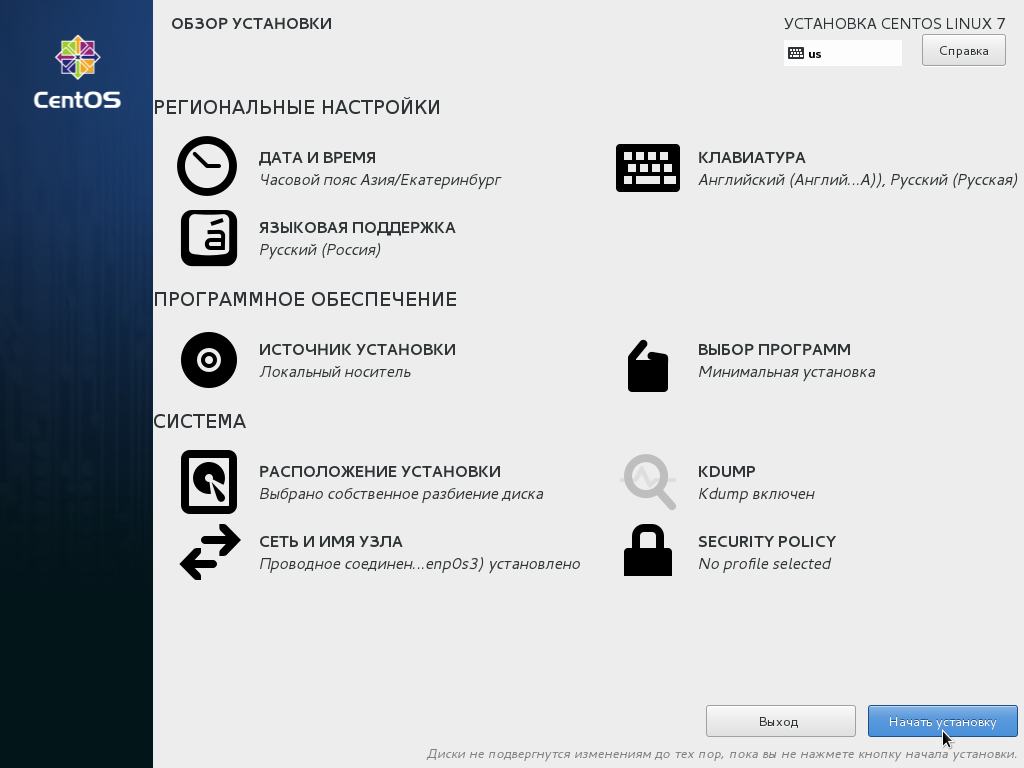 ОБЗОР УСТАНОВКИ
УСТАНОВКА CENTOS LINUX 7
us
Справка
CentOS
РЕГИОНАЛЬНЫЕ НАСТРОЙКИ
ДАТА И ВРЕМЯ
Часовой пояс Азия/Екатеринбург
КЛАВИАТУРА
Английский (Англий...A)), Русский (Русская)
ЯЗЫКОВАЯ ПОДДЕРЖКА
Русский (Россия)
ПРОГРАММНОЕ ОБЕСПЕЧЕНИЕ
ИСТОЧНИК УСТАНОВКИ
Локальный носитель
ВЫБОР ПРОГРАММ
Минимальная установка
СИСТЕМА
РАСПОЛОЖЕНИЕ УСТАНОВКИ
Выбрано собственное разбиение диска
KDUMP
Kdump включен
СЕТЬ И ИМЯ УЗЛА
Проводное соединен...enp0s3) установлено
SECURITY POLICY
No profile selected
Выход
Начать установку
Диски не подвергнутся изменениям до тех пор, пока вы не нажмете кнопку начала установки.